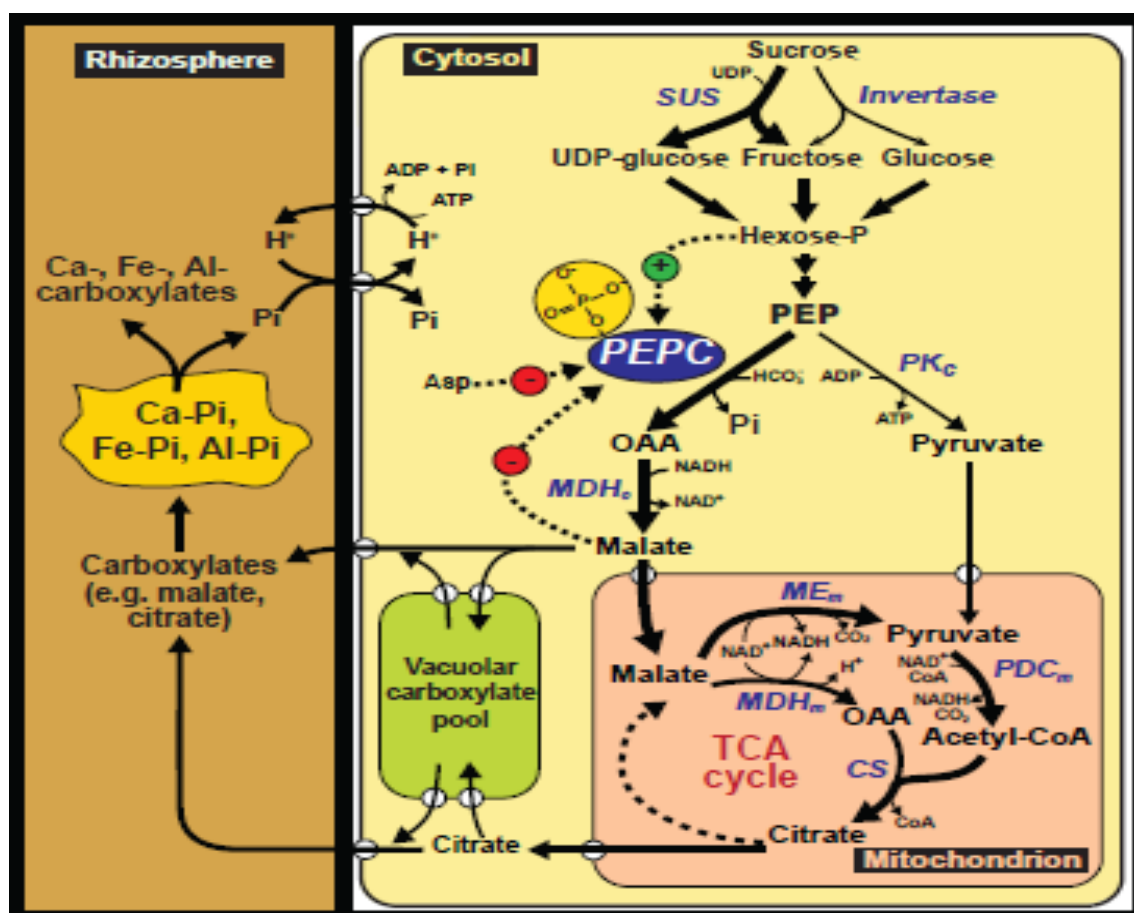 Rhizosphere
Cytosol
Sucrose
UDP
SUS
Invertase
UDP-glucose
Fructose
Glucose
ADP + Pi
ATP
H+
H+
Hexose-P
+
Ca-, Fe-, Al-
carboxylates
Pi
Pi
O-
O
P
O-
O
PEPC
PEP
Asp
-
HCO3-
ADP
PKc
Pi
ATP
Ca-Pi,
Fe-Pi, Al-Pi
OAA
Pyruvate
-
NADH
MDHc
NAD+
Malate
Carboxylates
(e.g. malate,
citrate)
MEm
Pyruvate
NAD+
NADH
CO2
Malate
H+
NAD+
CoA
PDCm
Vacuolar
carboxylate
pool
MDHm
OAA
NADH
CO2
Acetyl-CoA
TCA
cycle
CS
CoA
Citrate
Citrate
Mitochondrion